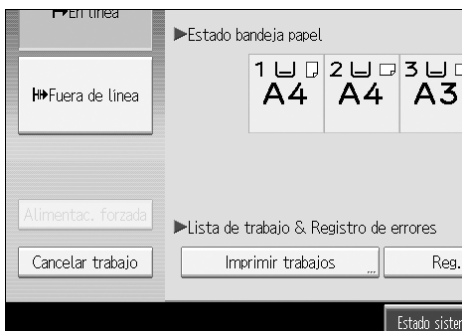 En línea
Estado bandeja papel
1 2 3
A4 A4 A3
Fuera de línea
Alimentac. forzada
Lista de trabajo & Registro de errores
Cancelar trabajo
Imprimir trabajos ...
Reg.
Estado sister